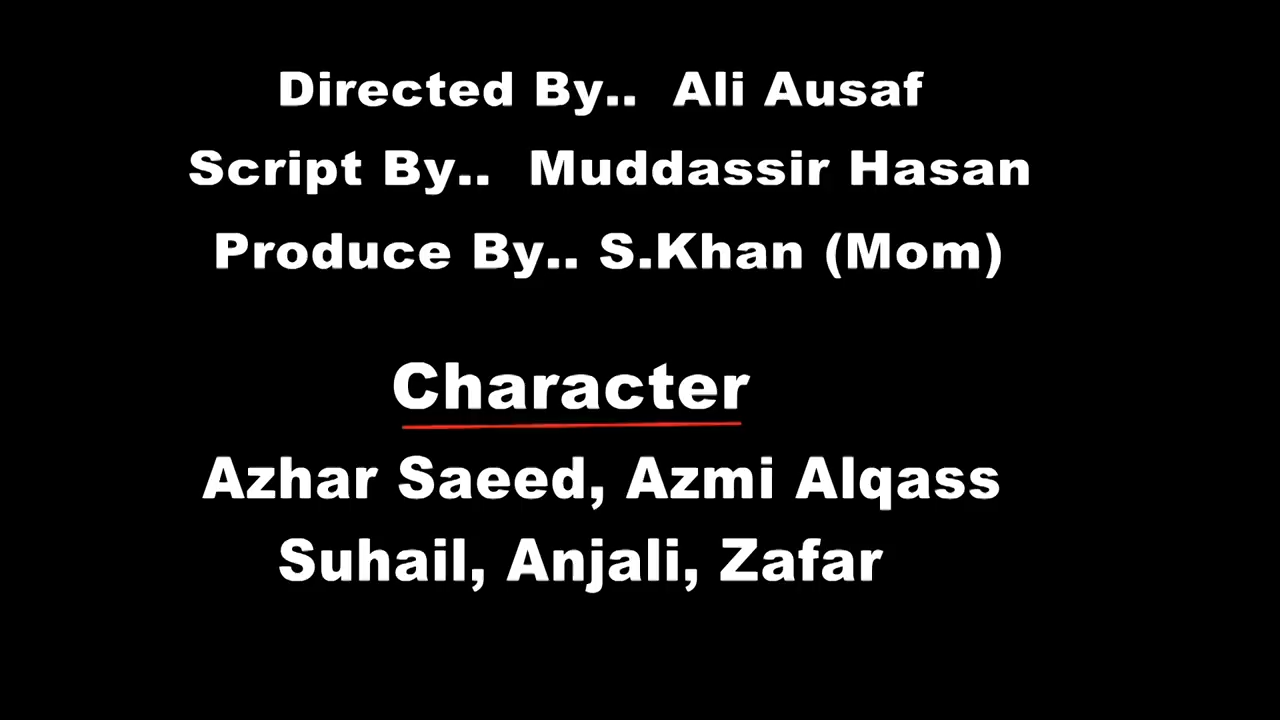 Directed By..  Ali Ausaf
Script By..  Muddassir Hasan
Produce By.. S.Khan (Mom)
Character
Azhar Saeed, Azmi Alqass
Suhail, Anjali, Zafar